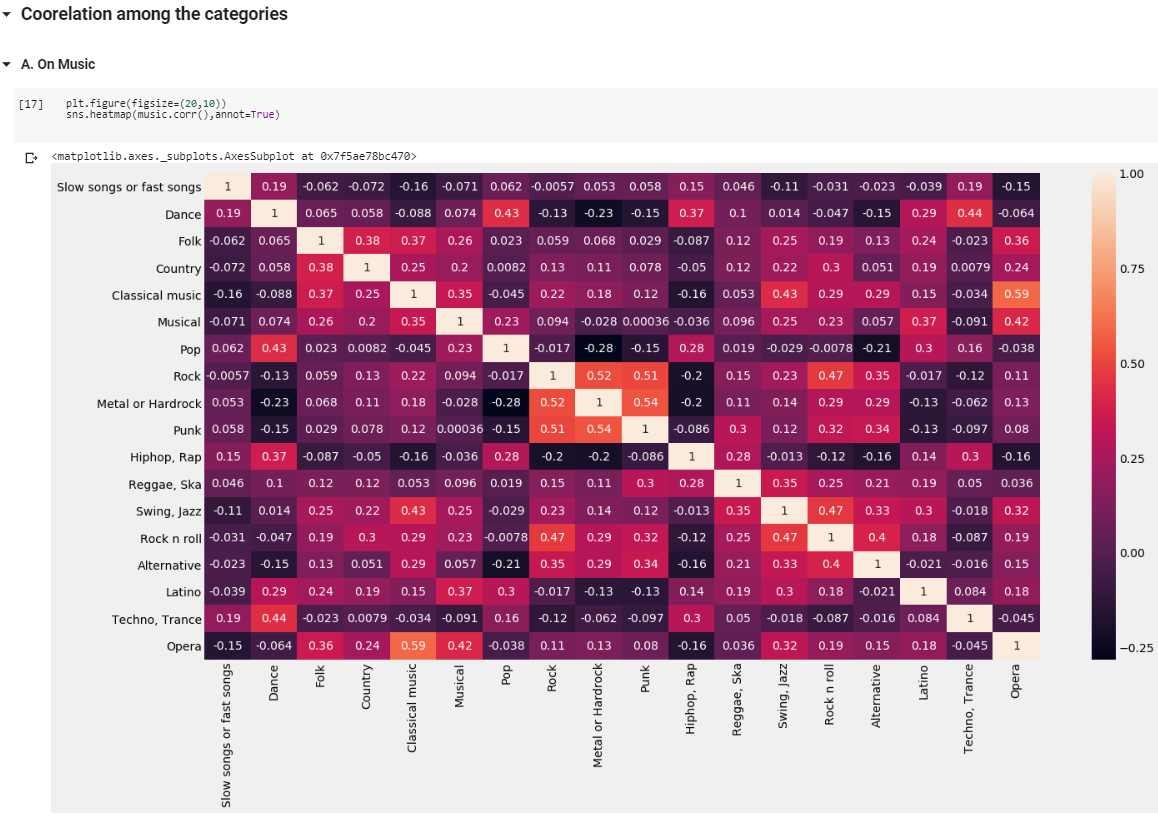 Coorelation among the categories
A. On Music
[17] plt.figure(figsize=(20,10))
sns.heatmap(music.corr(),annot=True)
<matplotlib.axes._subplots.AxesSubplot at 0x7f5ae78bc470>
Slow songs or fast songs 1 0.19 -0.062 -0.072 -0.16 -0.071 0.062 -0.0057 0.053 0.058 0.15 0.046 -0.11 -0.031 -0.023 -0.039 0.19 -0.15
Dance 0.19 1 0.065 0.058 -0.088 0.074 0.43 -0.13 -0.23 -0.15 0.37 0.1 0.014 -0.047 -0.15 0.29 0.44 -0.064
Folk -0.062 0.065 1 0.38 0.37 0.26 0.023 0.059 0.068 0.029 -0.087 0.12 0.25 0.19 0.13 0.24 -0.023 0.36
Country -0.072 0.058 0.38 1 0.25 0.2 0.0082 0.13 0.11 0.078 -0.05 0.12 0.22 0.3 0.051 0.19 0.0079 0.24
Classical music -0.16 -0.088 0.37 0.25 1 0.35 -0.045 0.22 0.18 0.12 -0.16 0.053 0.43 0.29 0.29 0.15 -0.034 0.59
Musical -0.071 0.074 0.26 0.2 0.35 1 0.23 0.094 -0.028 0.00036 -0.036 0.096 0.25 0.23 0.057 0.37 -0.091 0.42
Pop 0.062 0.43 0.023 0.0082 -0.045 0.23 1 -0.017 -0.28 -0.15 0.28 0.019 -0.029 -0.0078 -0.21 0.3 0.16 -0.038
Rock -0.0057 -0.13 0.059 0.13 0.22 0.094 -0.017 1 0.52 0.51 -0.2 0.15 0.23 0.47 0.35 -0.017 -0.12 0.11
Metal or Hardrock 0.053 -0.23 0.068 0.11 0.18 -0.028 -0.28 0.52 1 0.54 -0.2 0.11 0.14 0.29 0.29 -0.13 -0.062 0.13
Punk 0.058 -0.15 0.029 0.078 0.12 0.00036 -0.15 0.51 0.54 1 -0.086 0.3 0.12 0.32 0.34 -0.13 -0.097 0.08
Hiphop, Rap 0.15 0.37 -0.087 -0.05 -0.16 -0.036 0.28 -0.2 -0.2 -0.086 1 0.28 -0.013 -0.12 -0.16 0.14 0.3 -0.16
Reggae, Ska 0.046 0.1 0.12 0.12 0.053 0.096 0.019 0.15 0.11 0.3 0.28 1 0.35 0.25 0.21 0.19 0.05 0.036
Swing, Jazz -0.11 0.014 0.25 0.22 0.43 0.25 -0.029 0.23 0.14 0.12 -0.013 0.35 1 0.47 0.33 0.3 -0.018 0.32
Rock n roll -0.031 -0.047 0.19 0.3 0.29 0.23 -0.0078 0.47 0.29 0.32 -0.12 0.25 0.47 1 0.4 0.18 -0.087 0.19
Alternative -0.023 -0.15 0.13 0.051 0.29 0.057 -0.21 0.35 0.29 0.34 -0.16 0.21 0.33 0.4 1 -0.021 -0.016 0.15
Latino -0.039 0.29 0.24 0.19 0.15 0.37 0.3 -0.017 -0.13 -0.13 0.14 0.19 0.3 0.18 -0.021 1 0.084 0.18
Techno, Trance 0.19 0.44 -0.023 0.0079 -0.034 -0.091 0.16 -0.12 -0.062 -0.097 0.3 0.05 -0.018 -0.087 -0.016 0.084 1 -0.045
Opera -0.15 -0.064 0.36 0.24 0.59 0.42 -0.038 0.11 0.13 0.08 -0.16 0.036 0.32 0.19 0.15 0.18 -0.045 1
Slow songs or fast songs
Dance
Folk
Country
Classical music
Musical
Pop
Rock
Metal or Hardrock
Punk
Hiphop, Rap
Reggae, Ska
Swing, Jazz
Rock n roll
Alternative
Latino
Techno, Trance
Opera
1.00
0.75
0.50
0.25
0.00
−0.25